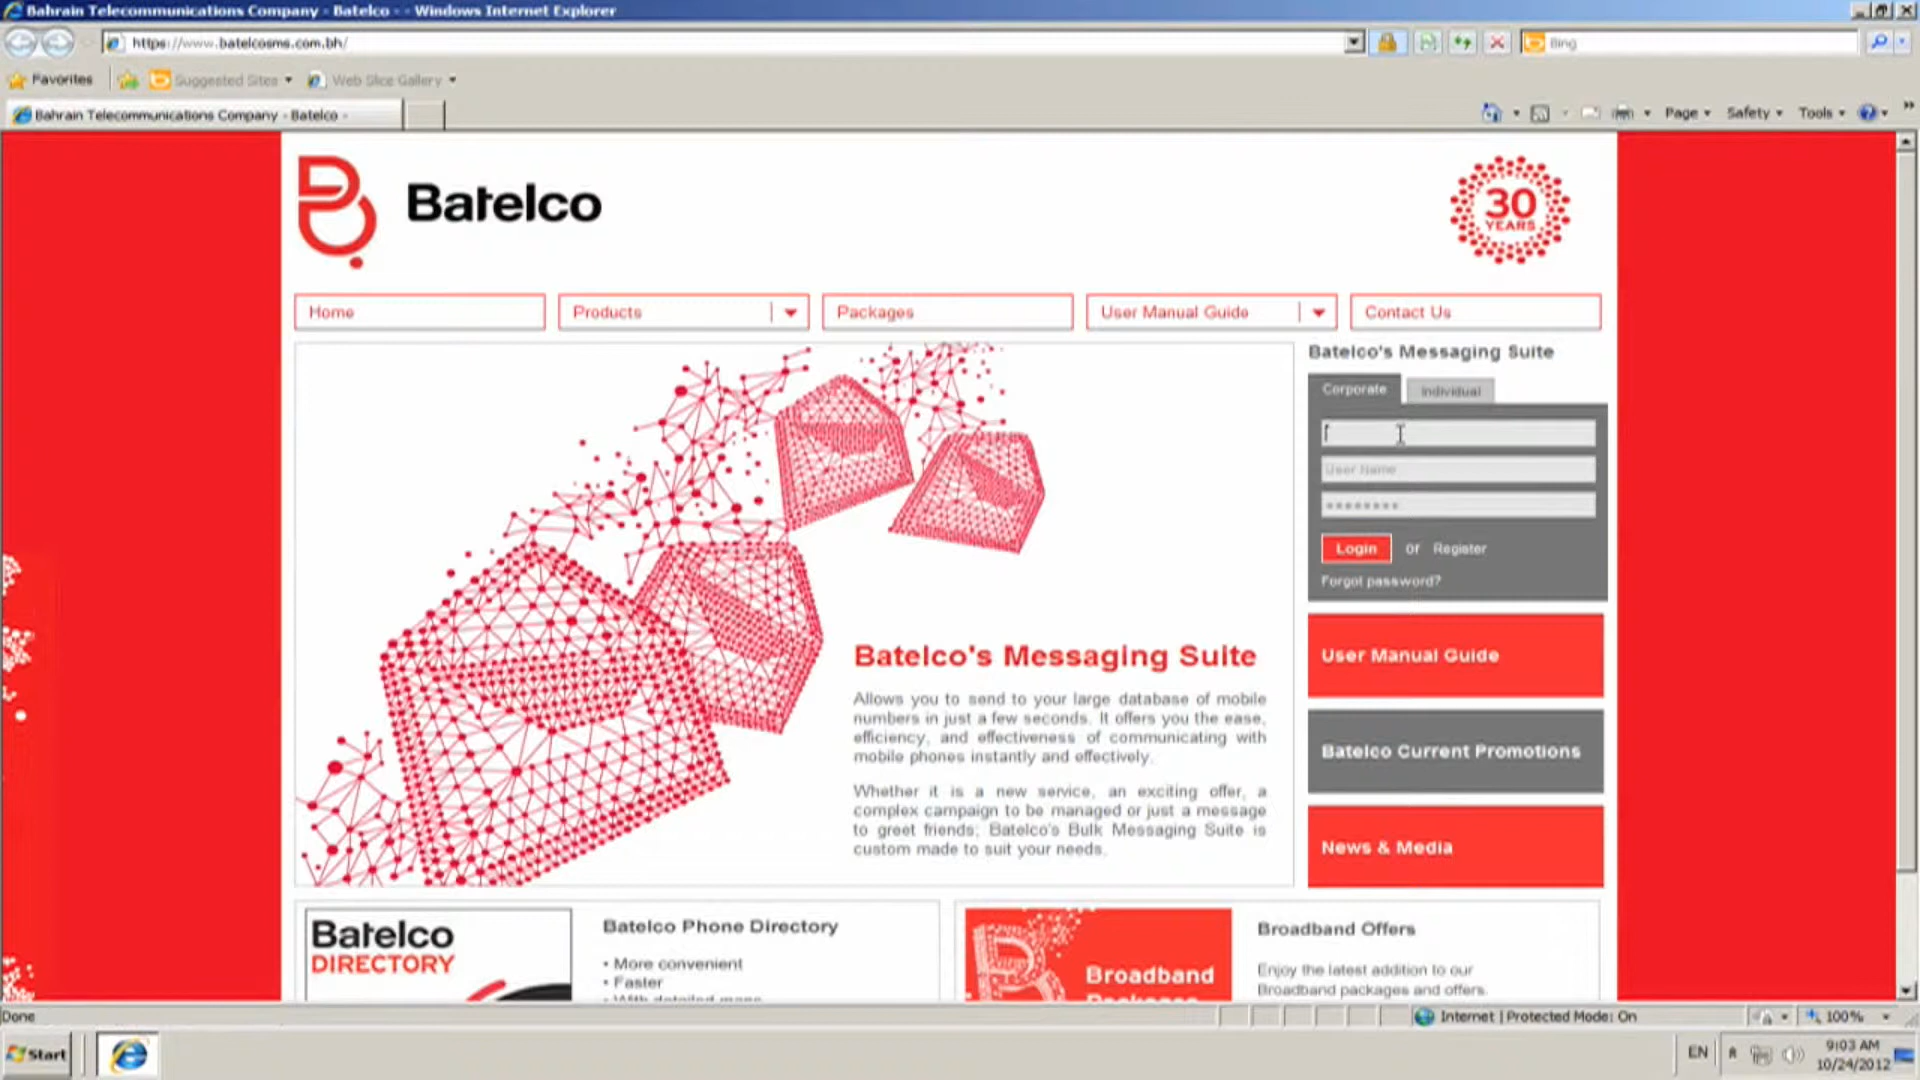 Bahrain Telecommunications Company - Batelco - - Windows Internet Explorer
https://www.batelcosms.com.bh/
Bing
Favorites
Suggested Sites
Web Slice Gallery
Bahrain Telecommunications Company - Batelco -
Page
Safety
Tools
Batelco
30
YEARS
Home
Products
Packages
User Manual Guide
Contact Us
Batelco's Messaging Suite
Corporate
Individual
User Name
Login or Register
Forgot password?
Batelco's Messaging Suite
Allows you to send to your large database of mobile
numbers in just a few seconds. It offers you the ease,
efficiency, and effectiveness of communicating with
mobile phones instantly and effectively.
Whether it is a new service, an exciting offer, a
complex campaign to be managed or just a message
to greet friends; Batelco's Bulk Messaging Suite is
custom made to suit your needs.
User Manual Guide
Batelco Current Promotions
News & Media
Batelco
DIRECTORY
Batelco Phone Directory
• More convenient
• Faster
Broadband
Broadband Offers
Enjoy the latest addition to our
Broadband packages and offers.
Done
Internet | Protected Mode: On
100%
Start
EN
9:03 AM
10/24/2012